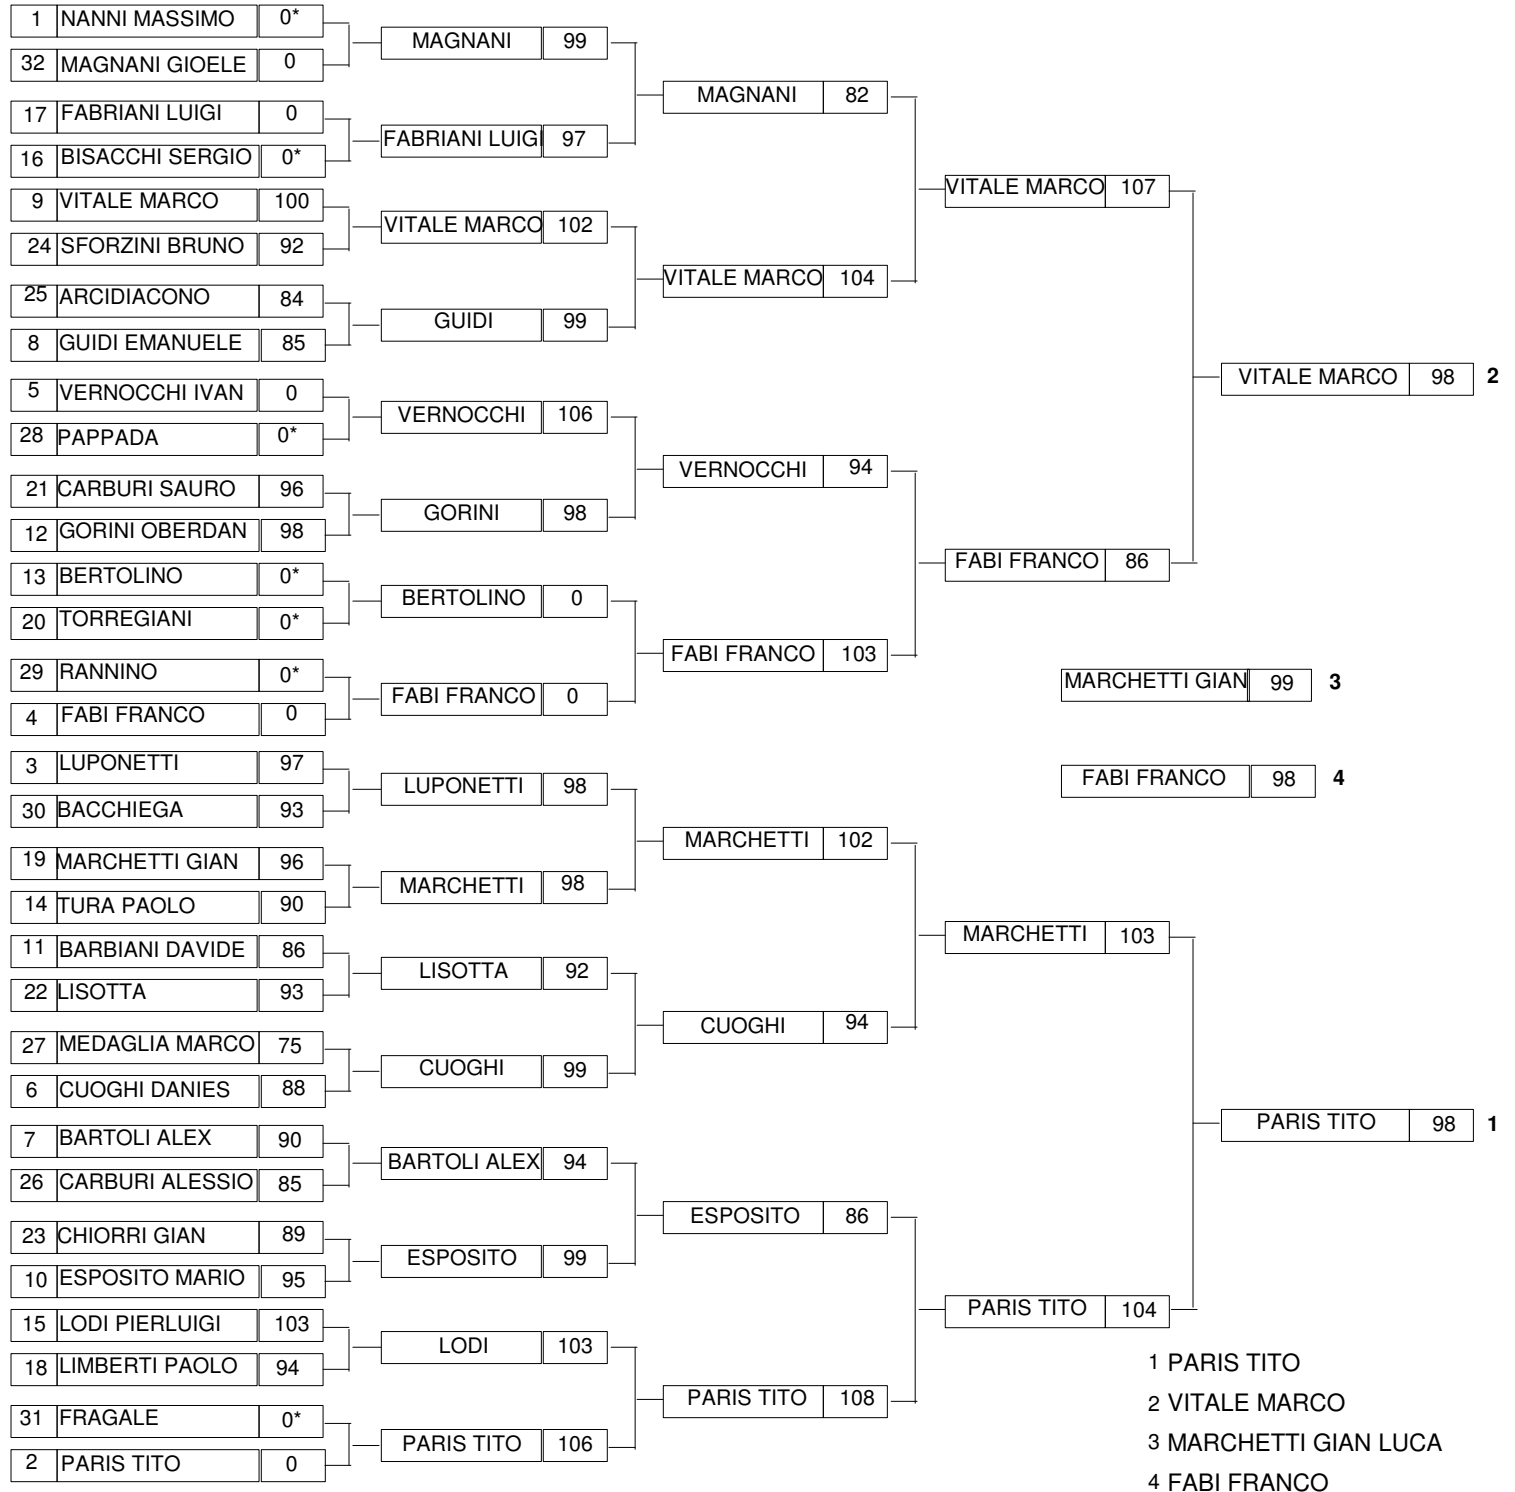 1 NANNI MASSIMO 0*
32 MAGNANI GIOELE 0
17 FABRIANI LUIGI 0
16 BISACCHI SERGIO 0*
9 VITALE MARCO 100
24 SFORZINI BRUNO 92
25 ARCIDIACONO 84
8 GUIDI EMANUELE 85
5 VERNOCCHI IVAN 0
28 PAPPADA 0*
21 CARBURI SAURO 96
12 GORINI OBERDAN 98
13 BERTOLINO 0*
20 TORREGIANI 0*
29 RANNINO 0*
4 FABI FRANCO 0
3 LUPONETTI 97
30 BACCHIEGA 93
19 MARCHETTI GIAN 96
14 TURA PAOLO 90
11 BARBIANI DAVIDE 86
22 LISOTTA 93
27 MEDAGLIA MARCO 75
6 CUOGHI DANIES 88
7 BARTOLI ALEX 90
26 CARBURI ALESSIO 85
23 CHIORRI GIAN 89
10 ESPOSITO MARIO 95
15 LODI PIERLUIGI 103
18 LIMBERTI PAOLO 94
31 FRAGALE 0*
2 PARIS TITO 0
MAGNANI 99
FABRIANI LUIGI 97
VITALE MARCO 102
GUIDI 99
VERNOCCHI 106
GORINI 98
BERTOLINO 0
FABI FRANCO 0
LUPONETTI 98
MARCHETTI 98
LISOTTA 92
CUOGHI 99
BARTOLI ALEX 94
ESPOSITO 99
LODI 103
PARIS TITO 106
MAGNANI 82
VITALE MARCO 104
VERNOCCHI 94
FABI FRANCO 103
MARCHETTI 102
CUOGHI 94
ESPOSITO 86
PARIS TITO 108
VITALE MARCO 107
FABI FRANCO 86
MARCHETTI 103
PARIS TITO 104
VITALE MARCO 98 2
MARCHETTI GIAN 99 3
FABI FRANCO 98 4
PARIS TITO 98 1
1 PARIS TITO
2 VITALE MARCO
3 MARCHETTI GIAN LUCA
4 FABI FRANCO